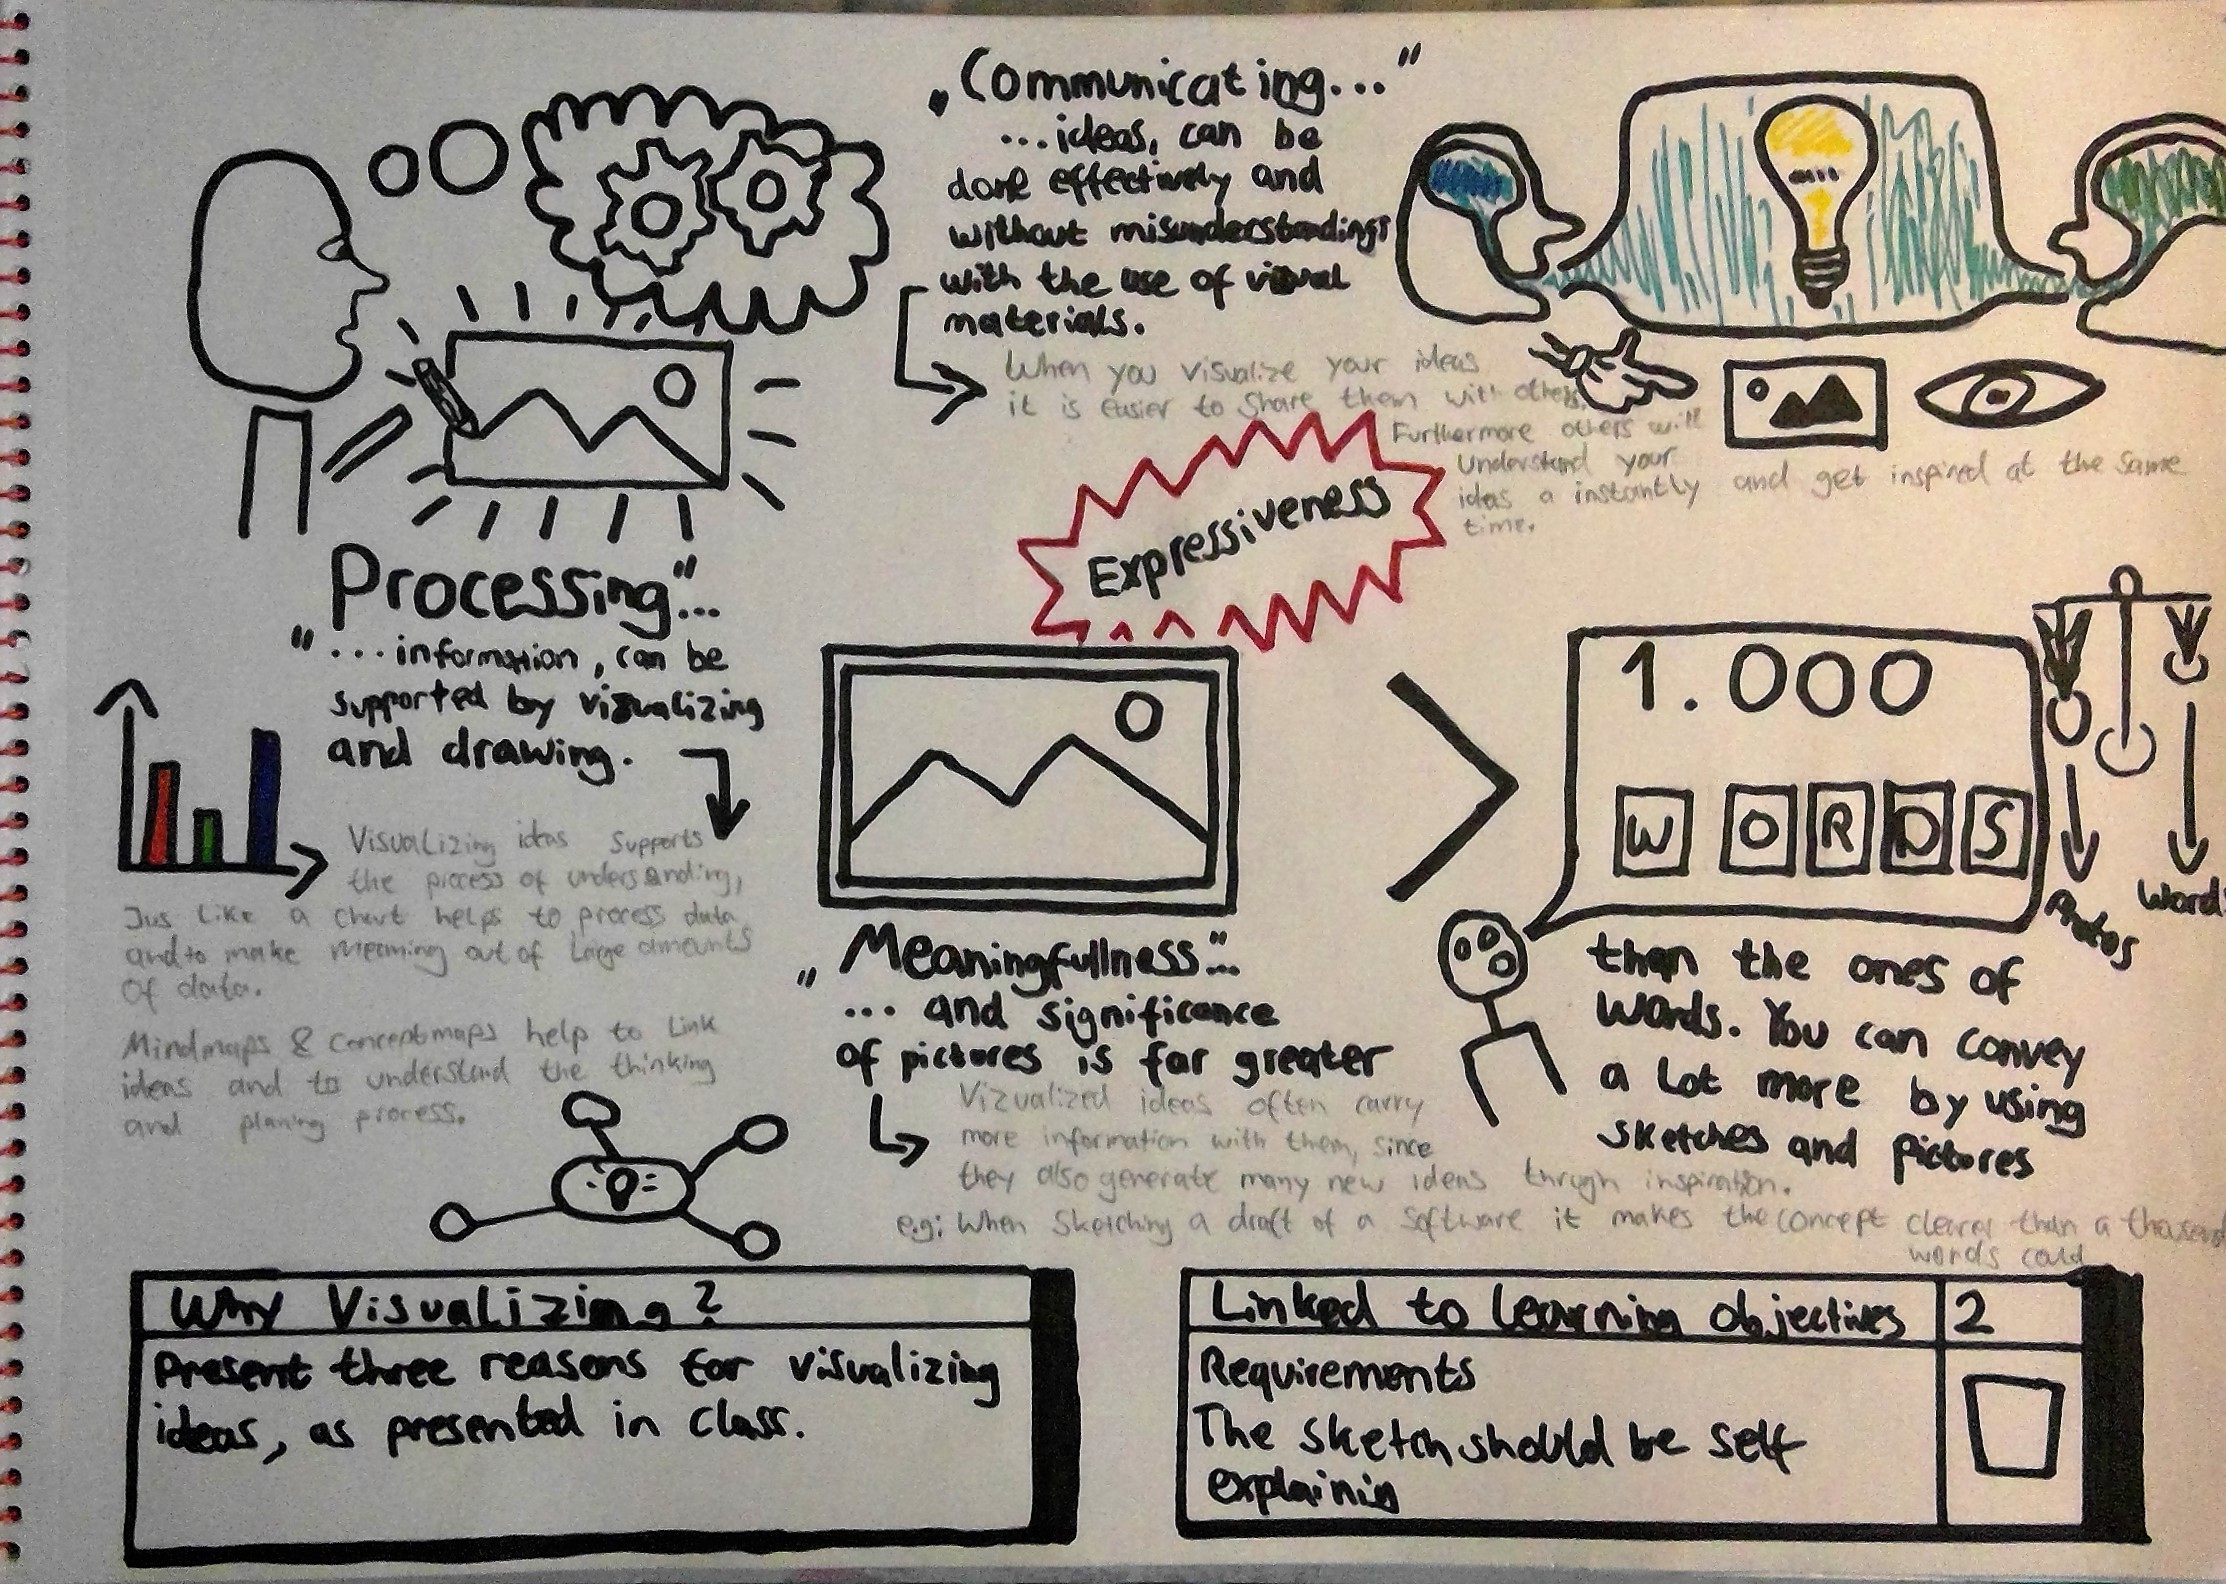 „Communicating..."
...ideas, can be
done effectively and
without misunderstandings
with the use of visual
materials.
When you visualize your ideas
it is easier to share them with others.
Furthermore others will
understand your
ideas a instantly and get inspired at the same
time.
Expressiveness
Processing"...
"...information, can be
supported by visualizing
and drawing.
Visualizing ideas supports
the process of understanding,
Jus like a chart helps to process data
and to make meaming out of large amounts
of data.
Mindmaps & conceptmaps help to link
ideas and to understand the thinking
and planing process.
1.000
WORDS
Photos
Words
„Meaningfullness"...
... and significance
of pictures is far greater
than the ones of
words. You can convey
a lot more by using
sketches and pictures
Vizualized ideas often carry
more information with them, since
they also generate many new ideas throgh inspiration.
e.g: When sketching a draft of a software it makes the concept clearer than a thousend
words could
Why Visualizing?
Present three reasons for visualizing
ideas, as presented in class.
Linked to learning objectives 2
Requirements
The sketch should be self
explainig